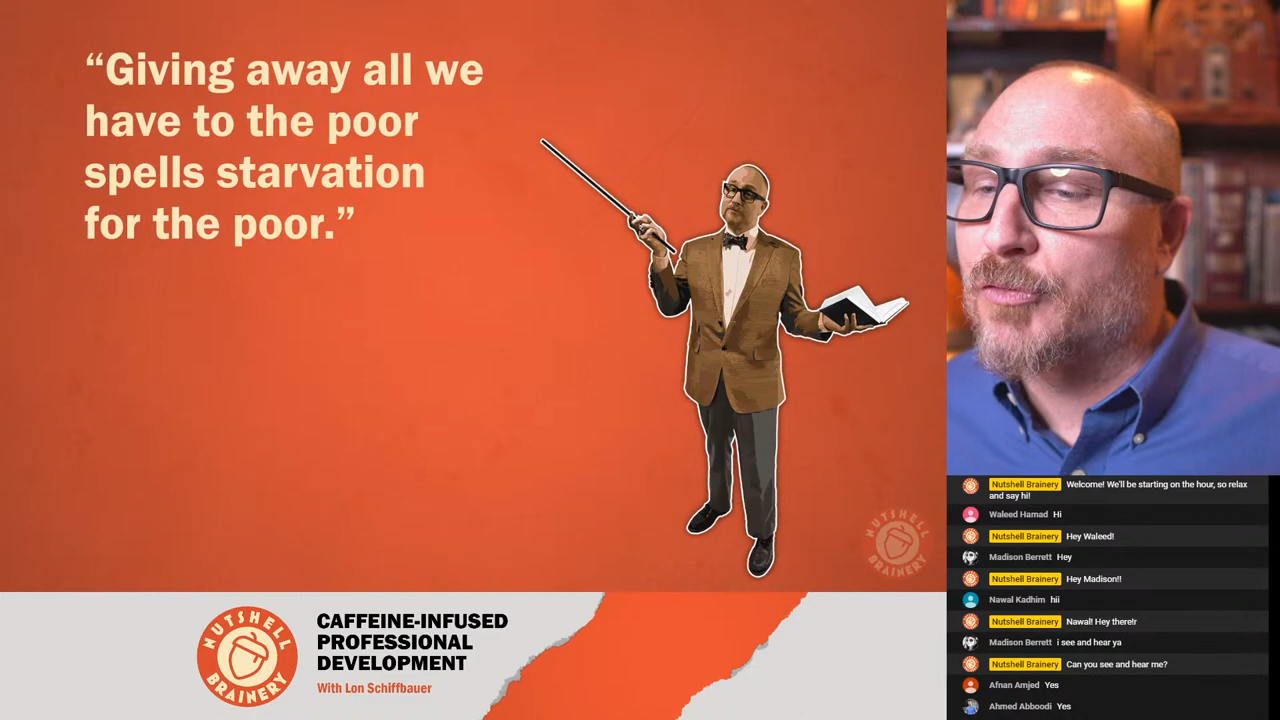 “Giving away all we
have to the poor
spells starvation
for the poor.”
NUTSHELL
BRAINERY
NUTSHELL
BRAINERY
CAFFEINE-INFUSED
PROFESSIONAL
DEVELOPMENT
With Lon Schiffbauer
Nutshell Brainery Welcome! We'll be starting on the hour, so relax
and say hi!
Waleed Hamad Hi
Nutshell Brainery Hey Waleed!
Madison Berrett Hey
Nutshell Brainery Hey Madison!!
Nawal Kadhim hii
Nutshell Brainery Nawal! Hey there!r
Madison Berrett i see and hear ya
Nutshell Brainery Can you see and hear me?
Afnan Amjed Yes
Ahmed Abboodi Yes